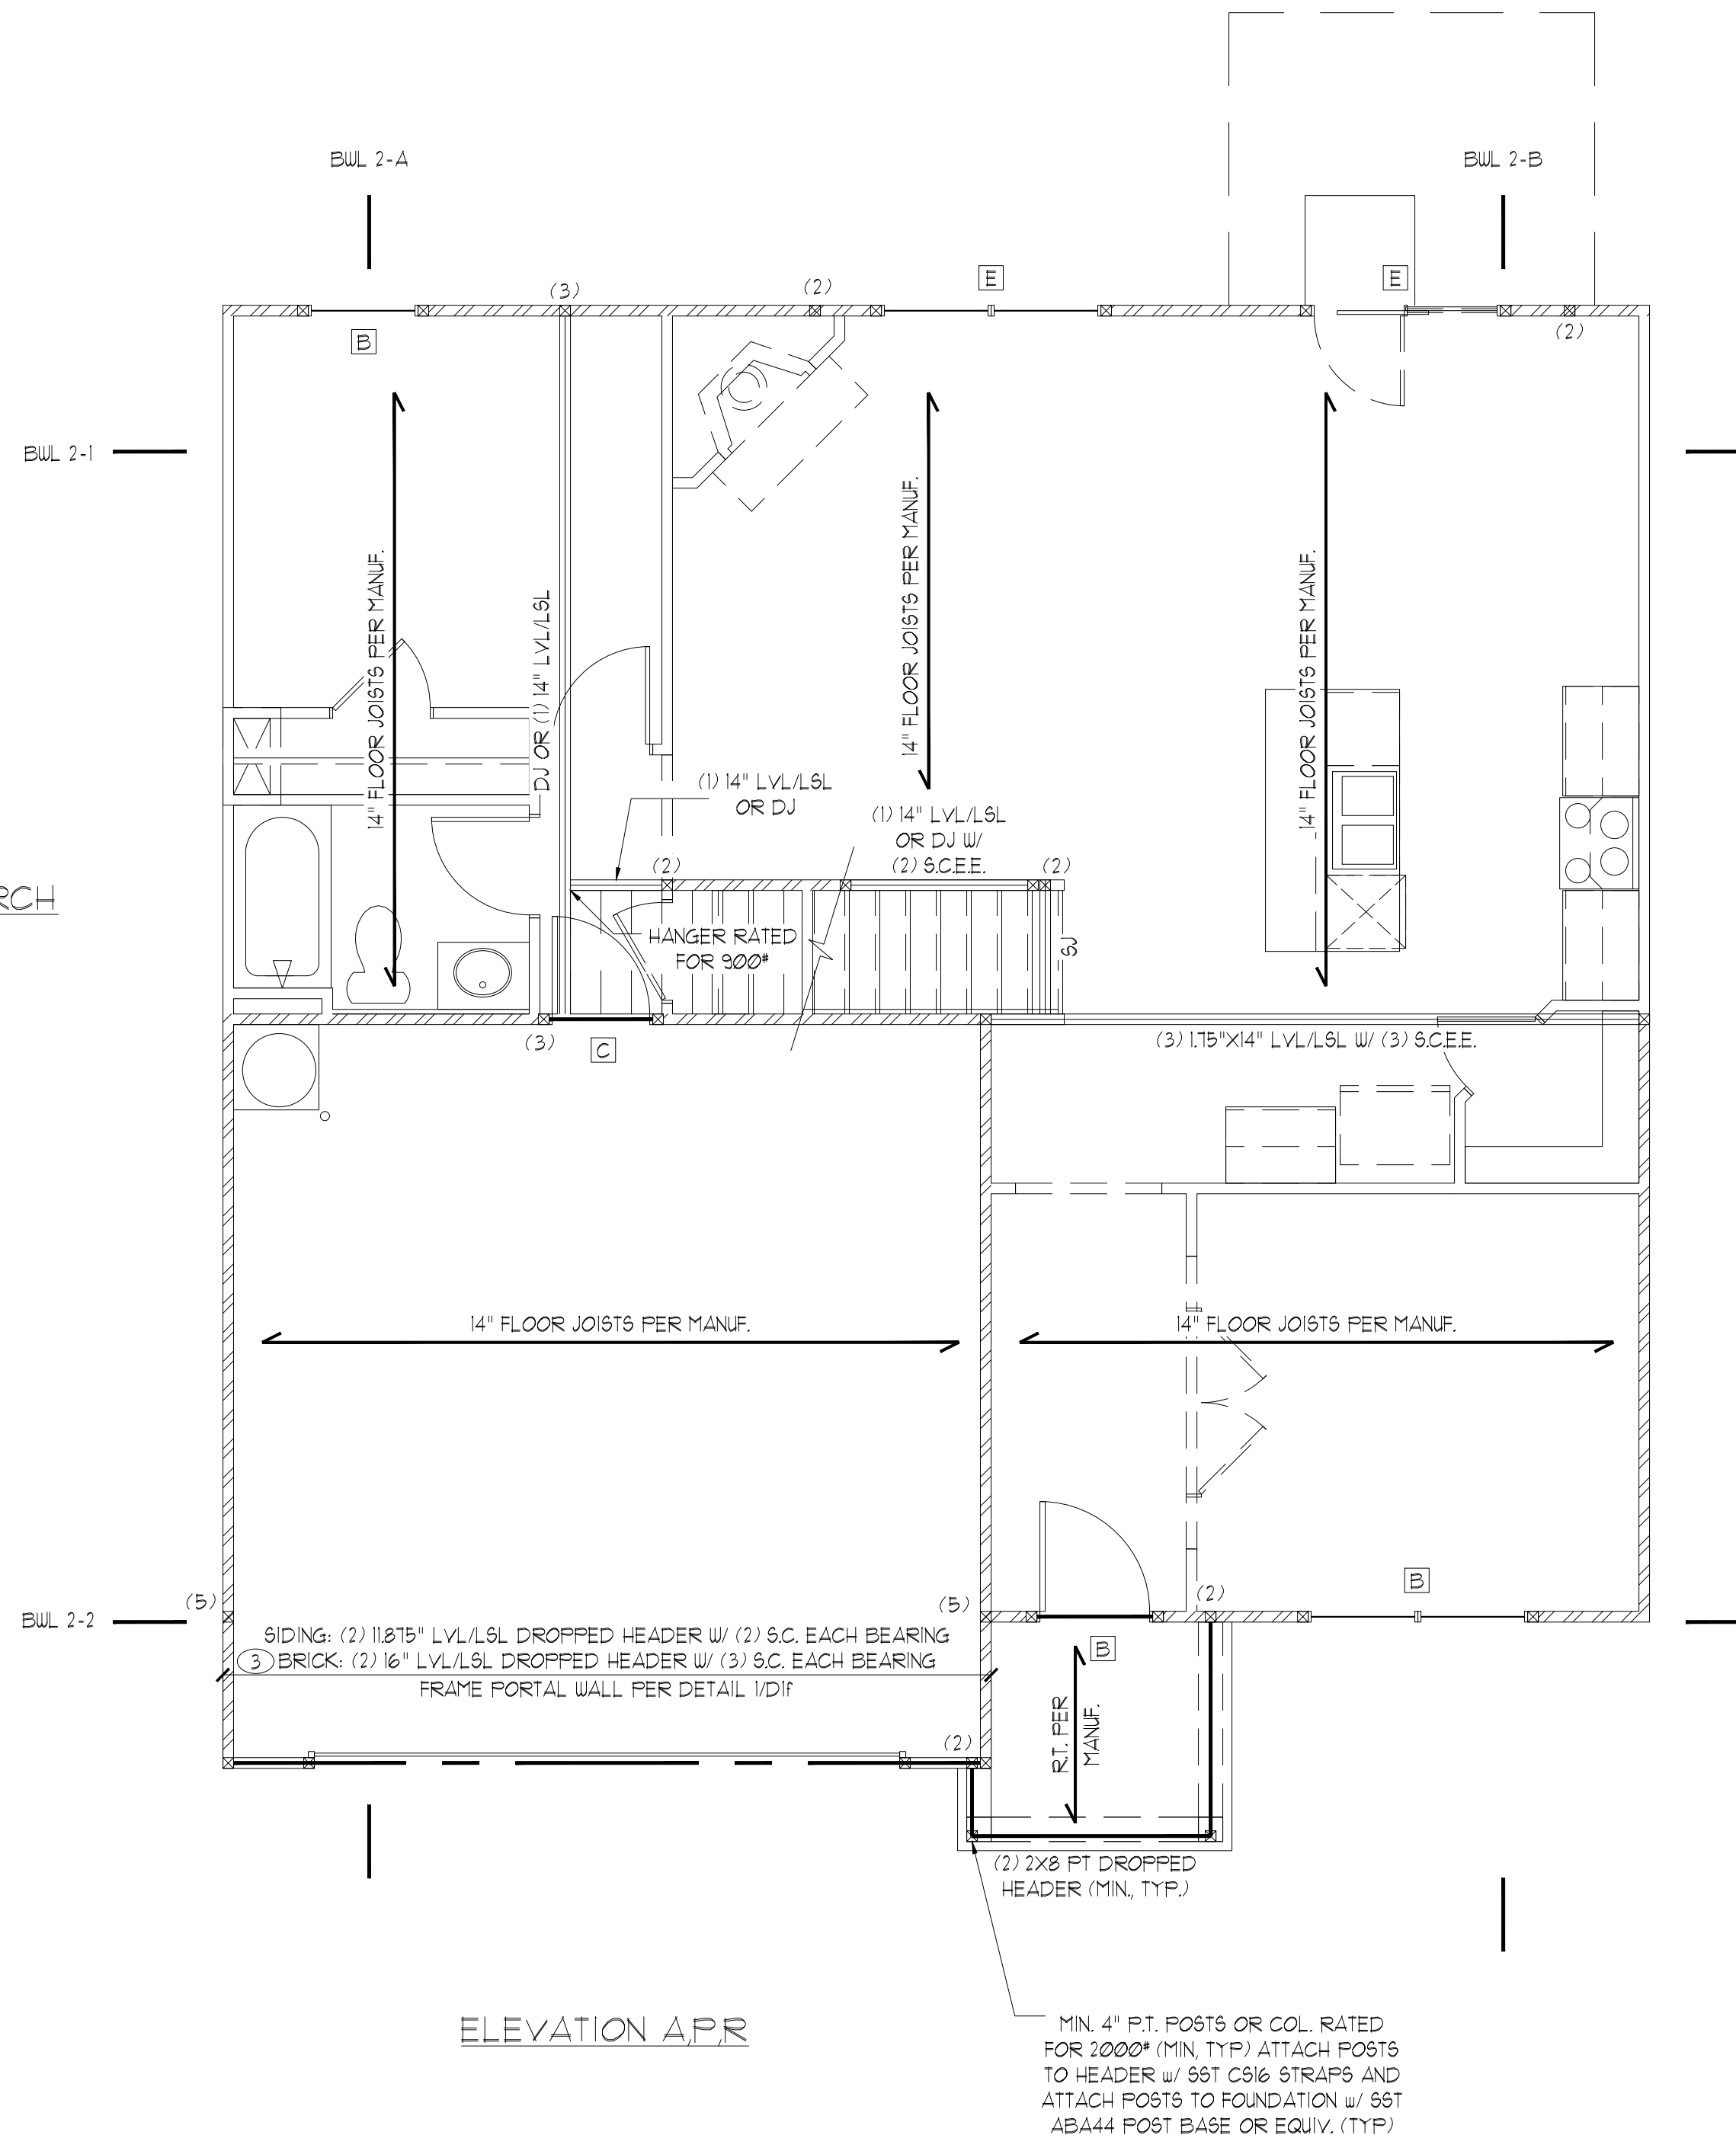 BWL 2-A
BWL 2-B
E
E
(3)
(2)
(2)
B
BWL 2-1
14" FLOOR JOISTS PER MANUF.
DJ OR (1) 14" LVL/LSL
14" FLOOR JOISTS PER MANUF.
14" FLOOR JOISTS PER MANUF.
(1) 14" LVL/LSL
OR DJ
(1) 14" LVL/LSL
OR DJ W/
(2) S.C.E.E.
(2)
(2)
RCH
HANGER RATED
FOR 900#
SJ
(3)
C
(3) 1.75"X14" LVL/LSL W/ (3) S.C.E.E.
14" FLOOR JOISTS PER MANUF.
14" FLOOR JOISTS PER MANUF.
B
(5)
(5)
(2)
BWL 2-2
SIDING: (2) 11.875" LVL/LSL DROPPED HEADER W/ (2) S.C. EACH BEARING
3 BRICK: (2) 16" LVL/LSL DROPPED HEADER W/ (3) S.C. EACH BEARING
FRAME PORTAL WALL PER DETAIL 1/D1f
B
R.T. PER
MANUF.
(2)
(2) 2X8 PT DROPPED
HEADER (MIN., TYP.)
ELEVATION A,P,R
MIN. 4" P.T. POSTS OR COL. RATED
FOR 2000# (MIN, TYP) ATTACH POSTS
TO HEADER w/ SST CS16 STRAPS AND
ATTACH POSTS TO FOUNDATION w/ SST
ABA44 POST BASE OR EQUIV. (TYP)